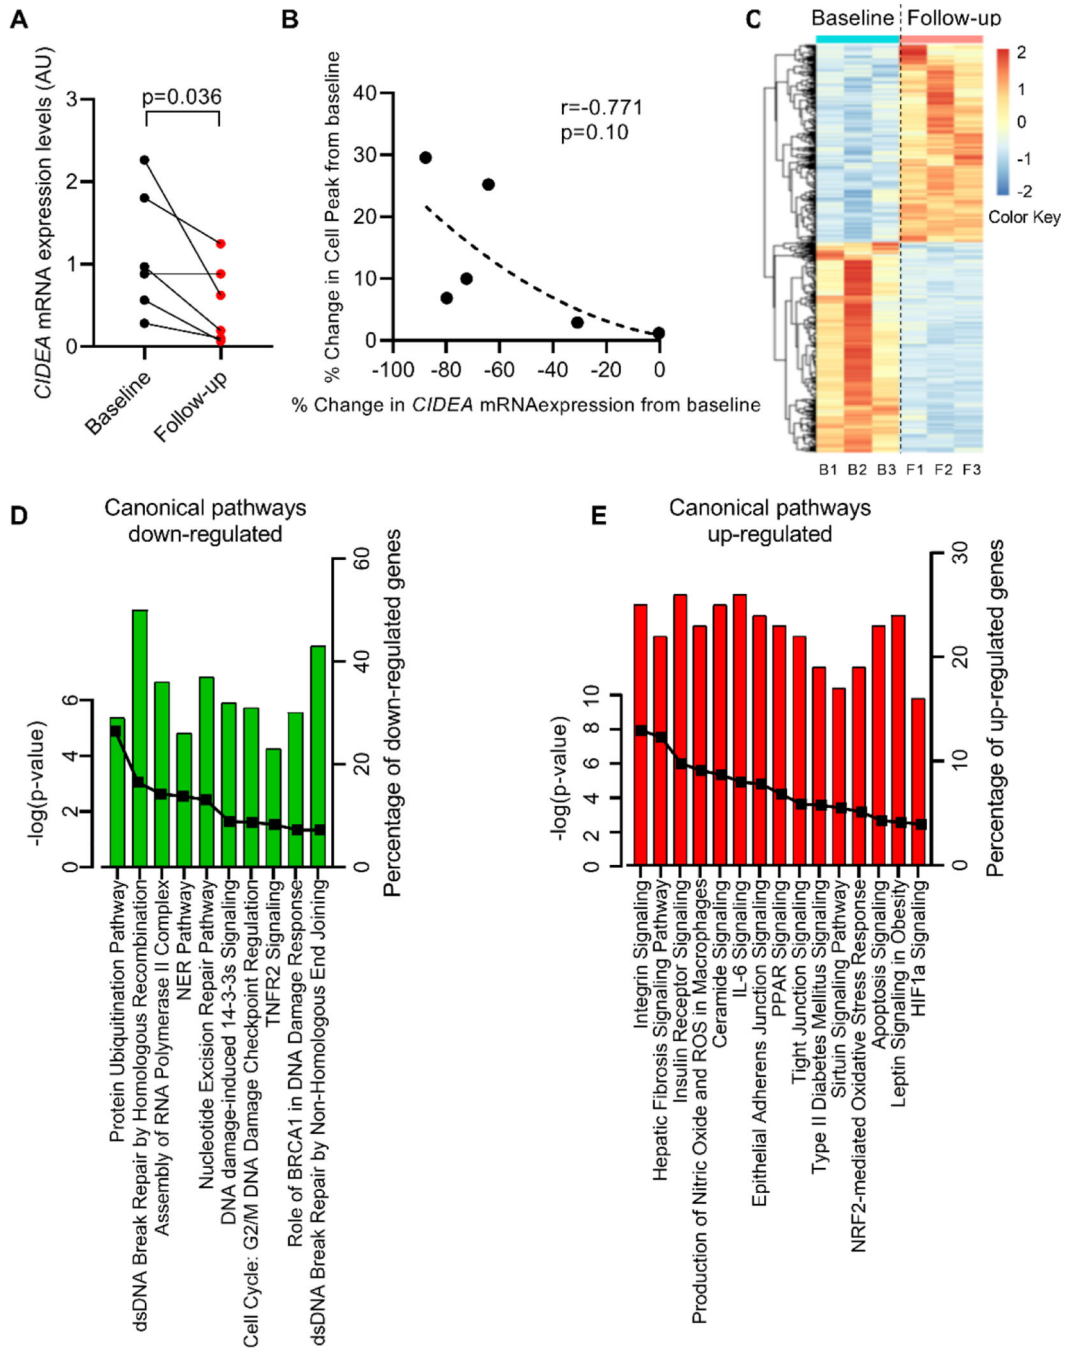 A
CIDEA mRNA expression levels (AU)
p=0.036
3
2
1
0
Baseline
Follow-up
B
% Change in Cell Peak from baseline
r=-0.771
p=0.10
40
30
20
10
0
-100
-80
-60
-40
-20
0
% Change in CIDEA mRNAexpression from baseline
C
Baseline
Follow-up
2
1
0
-1
-2
Color Key
B1
B2
B3
F1
F2
F3
D
Canonical pathways
down-regulated
-log(p-value)
6
4
2
0
60
40
20
0
Percentage of down-regulated genes
Protein Ubiquitination Pathway
dsDNA Break Repair by Homologous Recombination
Assembly of RNA Polymerase II Complex
NER Pathway
Nucleotide Excision Repair Pathway
DNA damage-induced 14-3-3s Signaling
Cell Cycle: G2/M DNA Damage Checkpoint Regulation
TNFR2 Signaling
Role of BRCA1 in DNA Damage Response
dsDNA Break Repair by Non-Homologous End Joining
E
Canonical pathways
up-regulated
-log(p-value)
10
8
6
4
2
0
30
20
10
0
Percentage of up-regulated genes
Integrin Signaling
Hepatic Fibrosis Signaling Pathway
Insulin Receptor Signaling
Production of Nitric Oxide and ROS in Macrophages
Ceramide Signaling
IL-6 Signaling
Epithelial Adherens Junction Signaling
PPAR Signaling
Tight Junction Signaling
Type II Diabetes Mellitus Signaling
Sirtuin Signaling Pathway
NRF2-mediated Oxidative Stress Response
Apoptosis Signaling
Leptin Signaling in Obesity
HIF1a Signaling